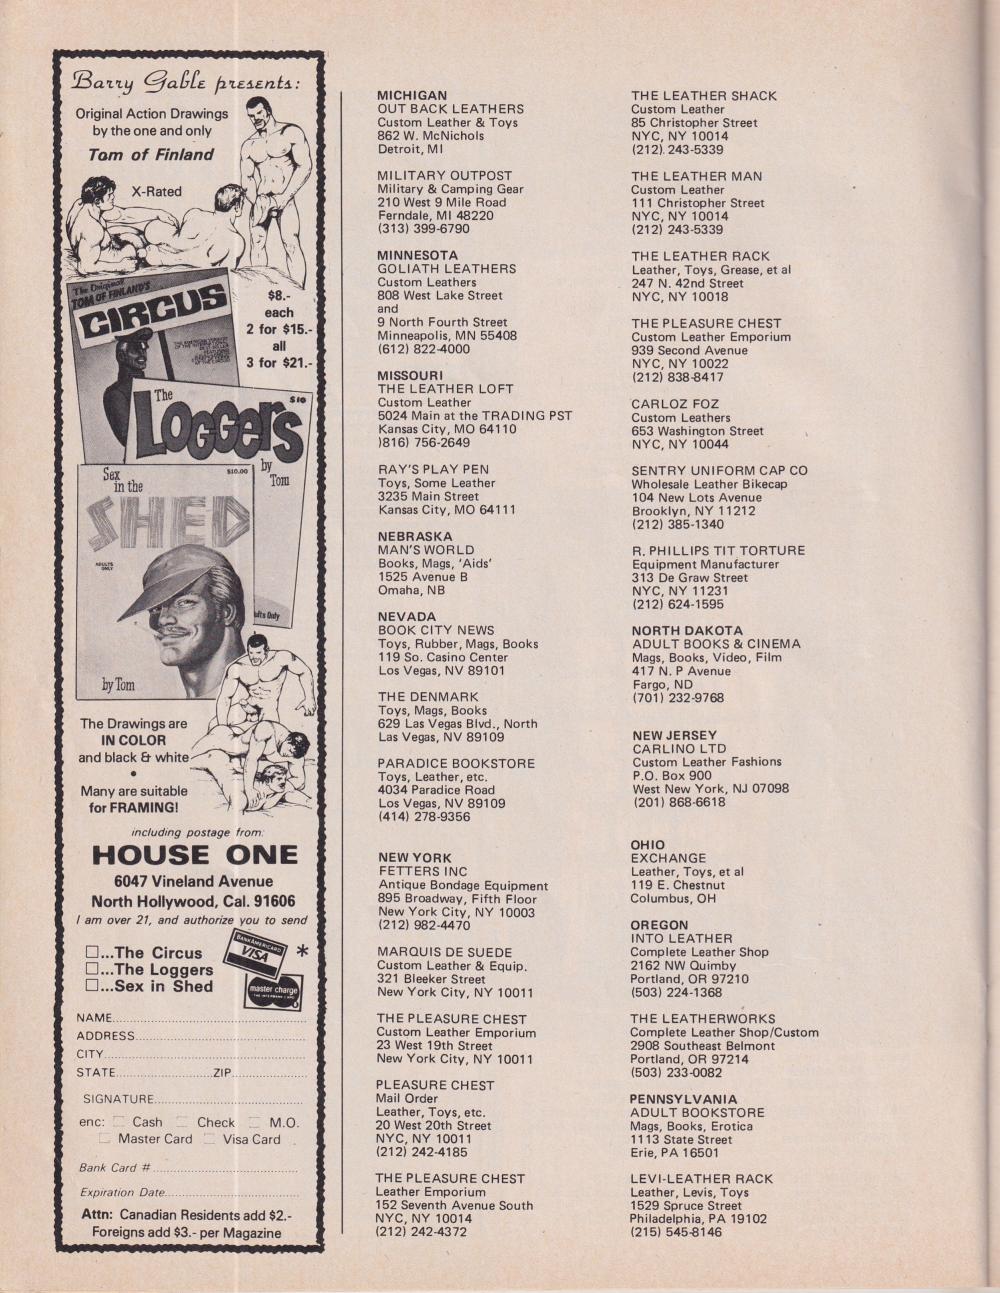 Barry Gable presents:
Original Action Drawings
by the one and only
Tom of Finland
X-Rated
The Original!
TOM OF FINLAND'S
CIRCUS
$8.-
each
2 for $15.-
all
3 for $21.-
The
$10
LOGGERS
by
Tom
Sex
in the
$10.00
SHED
ADULTS
ONLY
by Tom
The Drawings are
IN COLOR
and black & white
•
Many are suitable
for FRAMING!
including postage from:
HOUSE ONE
6047 Vineland Avenue
North Hollywood, Cal. 91606
I am over 21, and authorize you to send
☐...The Circus
☐...The Loggers
☐...Sex in Shed
BANKAMERICARD
VISA
*
master charge
THE INTERBANK CARD
NAME
ADDRESS
CITY
STATE ZIP
SIGNATURE
enc: ☐ Cash ☐ Check ☐ M.O.
☐ Master Card ☐ Visa Card
Bank Card #
Expiration Date
Attn: Canadian Residents add $2.-
Foreigns add $3.- per Magazine
MICHIGAN
OUT BACK LEATHERS
Custom Leather & Toys
862 W. McNichols
Detroit, MI
MILITARY OUTPOST
Military & Camping Gear
210 West 9 Mile Road
Ferndale, MI 48220
(313) 399-6790
MINNESOTA
GOLIATH LEATHERS
Custom Leathers
808 West Lake Street
and
9 North Fourth Street
Minneapolis, MN 55408
(612) 822-4000
MISSOURI
THE LEATHER LOFT
Custom Leather
5024 Main at the TRADING PST
Kansas City, MO 64110
)816) 756-2649
RAY'S PLAY PEN
Toys, Some Leather
3235 Main Street
Kansas City, MO 64111
NEBRASKA
MAN'S WORLD
Books, Mags, 'Aids'
1525 Avenue B
Omaha, NB
NEVADA
BOOK CITY NEWS
Toys, Rubber, Mags, Books
119 So. Casino Center
Los Vegas, NV 89101
THE DENMARK
Toys, Mags, Books
629 Las Vegas Blvd., North
Las Vegas, NV 89109
PARADICE BOOKSTORE
Toys, Leather, etc.
4034 Paradice Road
Los Vegas, NV 89109
(414) 278-9356
NEW YORK
FETTERS INC
Antique Bondage Equipment
895 Broadway, Fifth Floor
New York City, NY 10003
(212) 982-4470
MARQUIS DE SUEDE
Custom Leather & Equip.
321 Bleeker Street
New York City, NY 10011
THE PLEASURE CHEST
Custom Leather Emporium
23 West 19th Street
New York City, NY 10011
PLEASURE CHEST
Mail Order
Leather, Toys, etc.
20 West 20th Street
NYC, NY 10011
(212) 242-4185
THE PLEASURE CHEST
Leather Emporium
152 Seventh Avenue South
NYC, NY 10014
(212) 242-4372
THE LEATHER SHACK
Custom Leather
85 Christopher Street
NYC, NY 10014
(212) 243-5339
THE LEATHER MAN
Custom Leather
111 Christopher Street
NYC, NY 10014
(212) 243-5339
THE LEATHER RACK
Leather, Toys, Grease, et al
247 N. 42nd Street
NYC, NY 10018
THE PLEASURE CHEST
Custom Leather Emporium
939 Second Avenue
NYC, NY 10022
(212) 838-8417
CARLOZ FOZ
Custom Leathers
653 Washington Street
NYC, NY 10044
SENTRY UNIFORM CAP CO
Wholesale Leather Bikecap
104 New Lots Avenue
Brooklyn, NY 11212
(212) 385-1340
R. PHILLIPS TIT TORTURE
Equipment Manufacturer
313 De Graw Street
NYC, NY 11231
(212) 624-1595
NORTH DAKOTA
ADULT BOOKS & CINEMA
Mags, Books, Video, Film
417 N. P Avenue
Fargo, ND
(701) 232-9768
NEW JERSEY
CARLINO LTD
Custom Leather Fashions
P.O. Box 900
West New York, NJ 07098
(201) 868-6618
OHIO
EXCHANGE
Leather, Toys, et al
119 E. Chestnut
Columbus, OH
OREGON
INTO LEATHER
Complete Leather Shop
2162 NW Quimby
Portland, OR 97210
(503) 224-1368
THE LEATHERWORKS
Complete Leather Shop/Custom
2908 Southeast Belmont
Portland, OR 97214
(503) 233-0082
PENNSYLVANIA
ADULT BOOKSTORE
Mags, Books, Erotica
1113 State Street
Erie, PA 16501
LEVI-LEATHER RACK
Leather, Levis, Toys
1529 Spruce Street
Philadelphia, PA 19102
(215) 545-8146